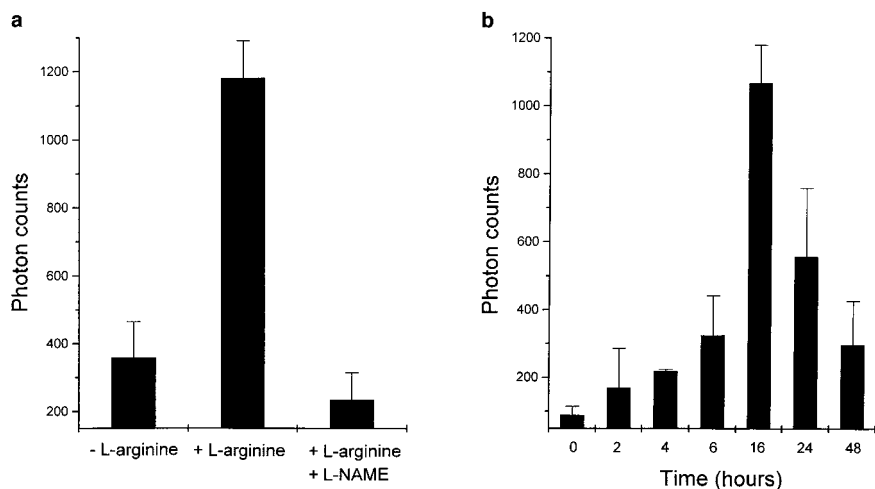 a
1200
1000
800
600
400
200
Photon counts
- L-arginine
+ L-arginine
+ L-arginine
+ L-NAME
b
1200
1000
800
600
400
200
Photon counts
0 2 4 6 16 24 48
Time (hours)